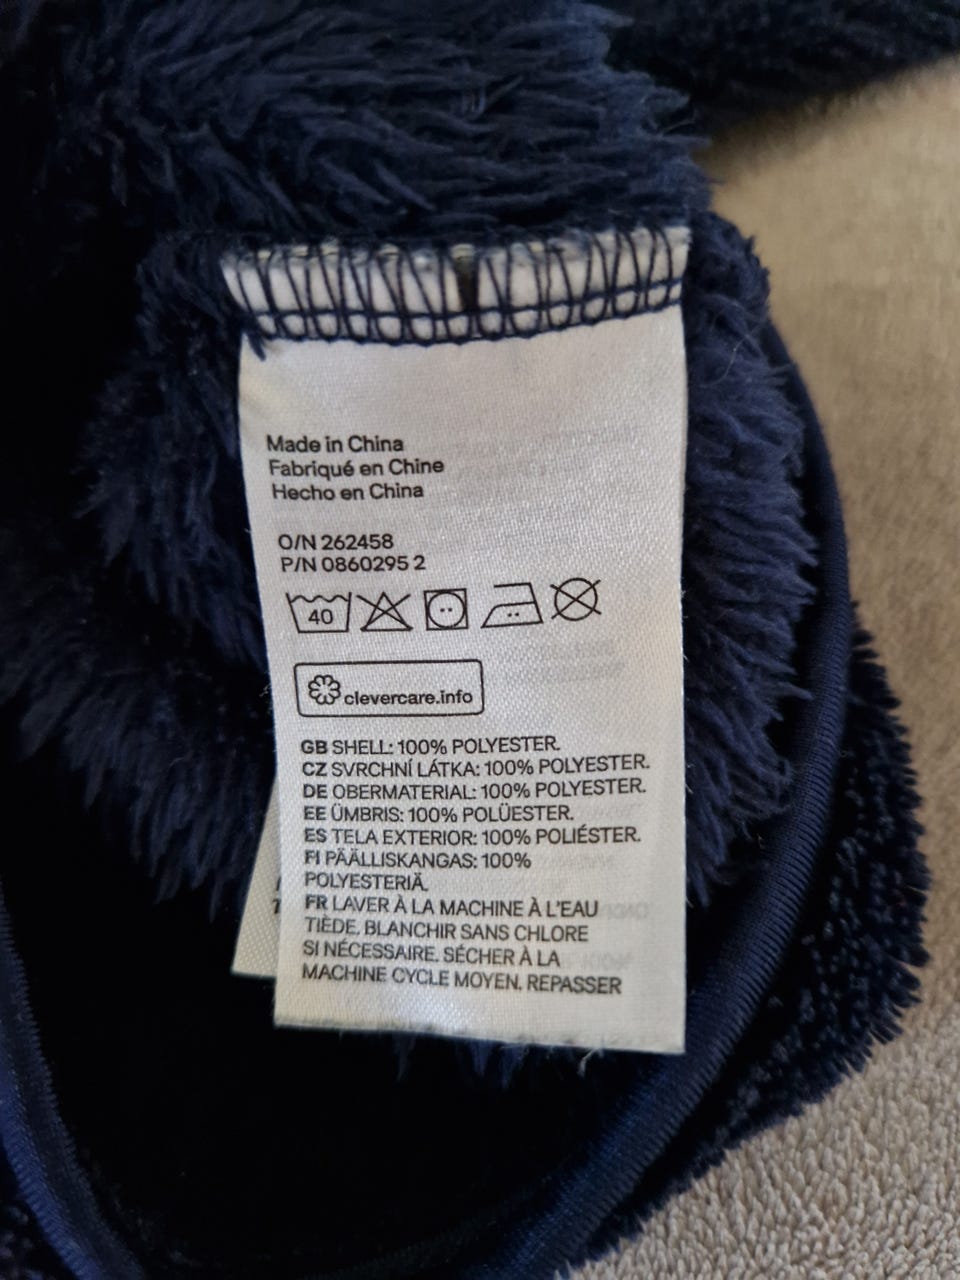 Made in China
Fabriqué en Chine
Hecho en China
O/N 262458
P/N 0860295 2
40
clevercare.info
GB SHELL: 100% POLYESTER.
CZ SVRCHNÍ LÁTKA: 100% POLYESTER.
DE OBERMATERIAL: 100% POLYESTER.
EE ÜMBRIS: 100% POLÜESTER.
ES TELA EXTERIOR: 100% POLIÉSTER.
FI PÄÄLLISKANGAS: 100%
POLYESTERIÄ.
FR LAVER À LA MACHINE À L'EAU
TIÈDE. BLANCHIR SANS CHLORE
SI NÉCESSAIRE. SÉCHER À LA
MACHINE CYCLE MOYEN. REPASSER